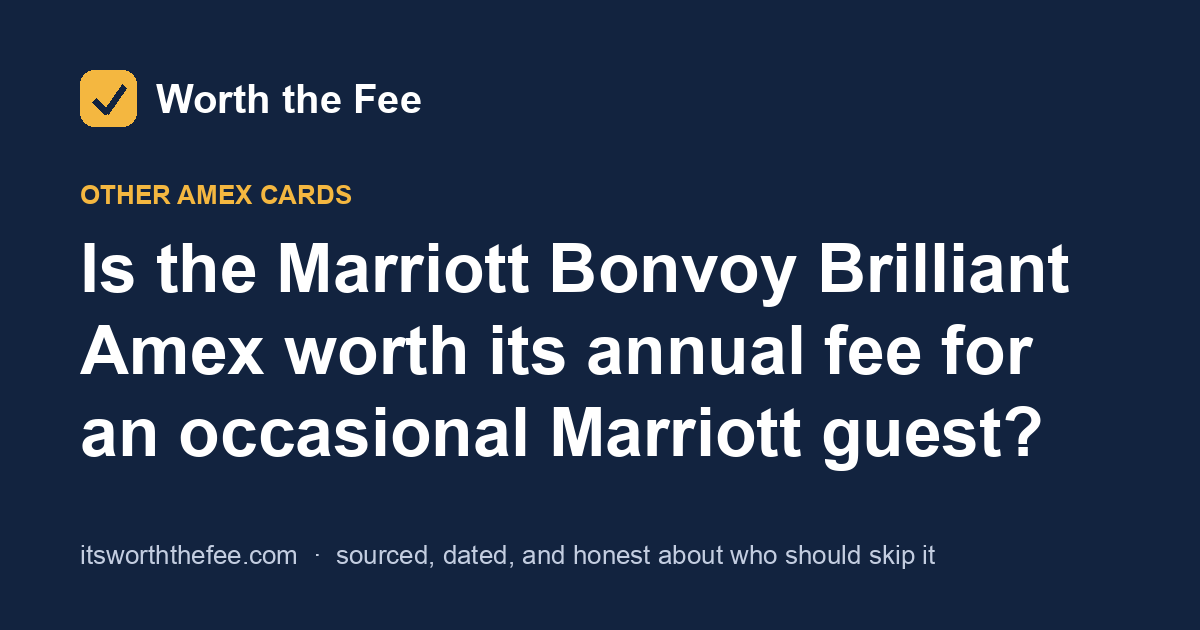 Worth the Fee
OTHER AMEX CARDS
Is the Marriott Bonvoy Brilliant
Amex worth its annual fee for
an occasional Marriott guest?
itsworththefee.com · sourced, dated, and honest about who should skip it